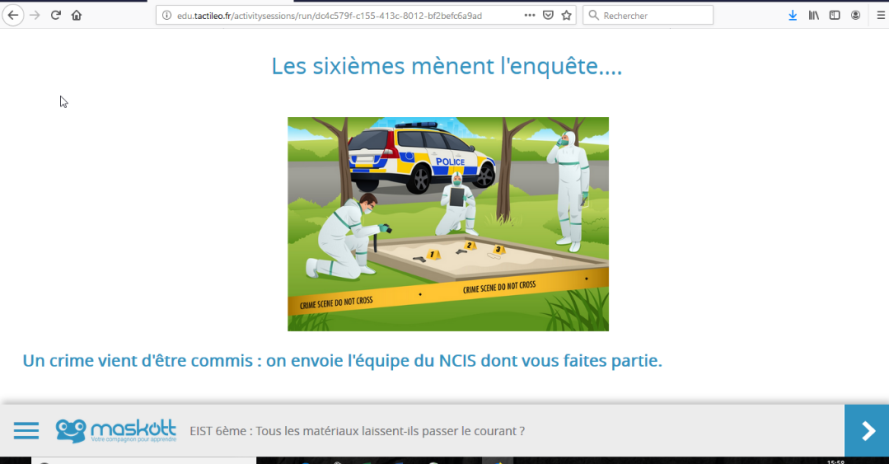 edu.tactileo.fr/activitysessions/run/dc4c579f-c155-413c-8012-bf2befc6a9ad
Rechercher
Les sixièmes mènent l'enquête....
POLICE
1
2
3
CRIME SCENE DO NOT CROSS
CRIME SCENE DO NOT CROSS
Un crime vient d'être commis : on envoie l'équipe du NCIS dont vous faites partie.
maskott
Votre compagnon pour apprendre
EIST 6ème : Tous les matériaux laissent-ils passer le courant ?
15:58